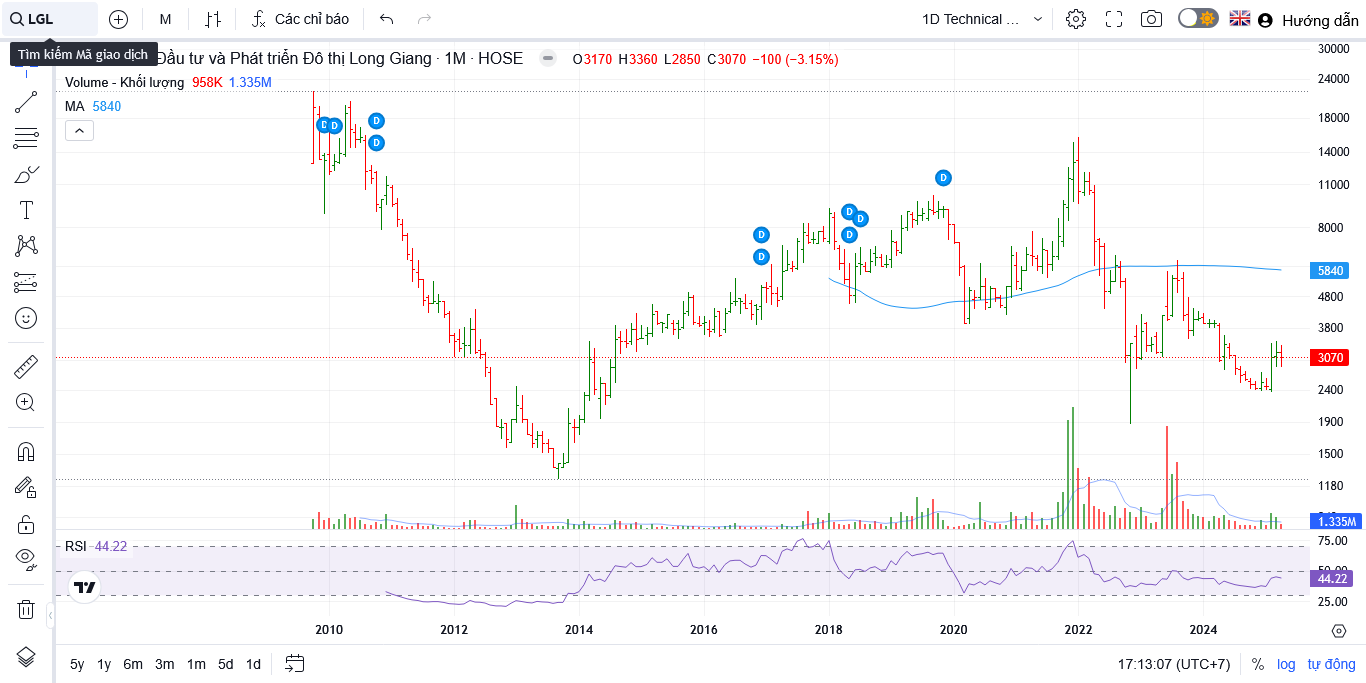 LGL
M
Các chỉ báo
1D Technical ...
Hướng dẫn
Tìm kiếm Mã giao dịch
Đầu tư và Phát triển Đô thị Long Giang · 1M · HOSE
O3170 H3360 L2850 C3070 −100 (−3.15%)
Volume - Khối lượng 958K 1.335M
MA 5840
30000
24000
18000
14000
11000
8000
5840
4800
3800
3070
2400
1900
1500
1180
1.335M
D D D D
D D D D D D
RSI 44.22
75.00
50.00
44.22
25.00
2010 2012 2014 2016 2018 2020 2022 2024
5y 1y 6m 3m 1m 5d 1d
17:13:07 (UTC+7) % log tự động